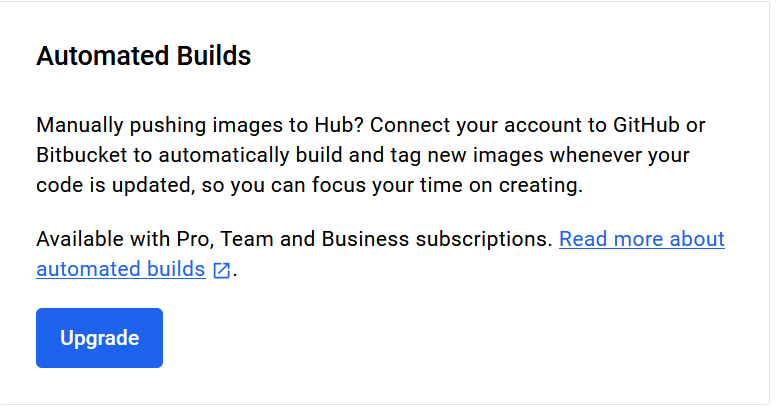 Automated Builds
Manually pushing images to Hub? Connect your account to GitHub or
Bitbucket to automatically build and tag new images whenever your
code is updated, so you can focus your time on creating.
Available with Pro, Team and Business subscriptions. Read more about
automated builds.
Upgrade